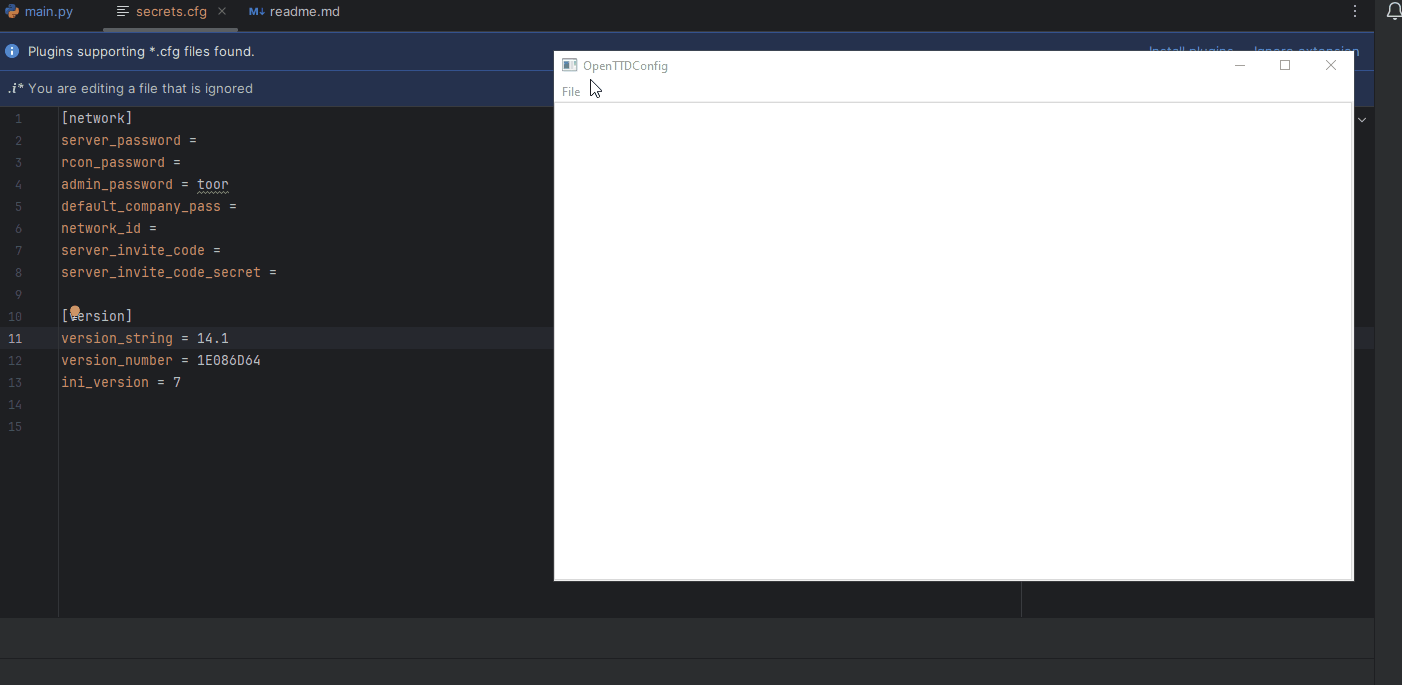 main.py secrets.cfg readme.md
Plugins supporting *.cfg files found.
.i* You are editing a file that is ignored
OpenTTDConfig
File
1 [network]
2 server_password =
3 rcon_password =
4 admin_password = toor
5 default_company_pass =
6 network_id =
7 server_invite_code =
8 server_invite_code_secret =
9
10 [version]
11 version_string = 14.1
12 version_number = 1E086D64
13 ini_version = 7
14
15